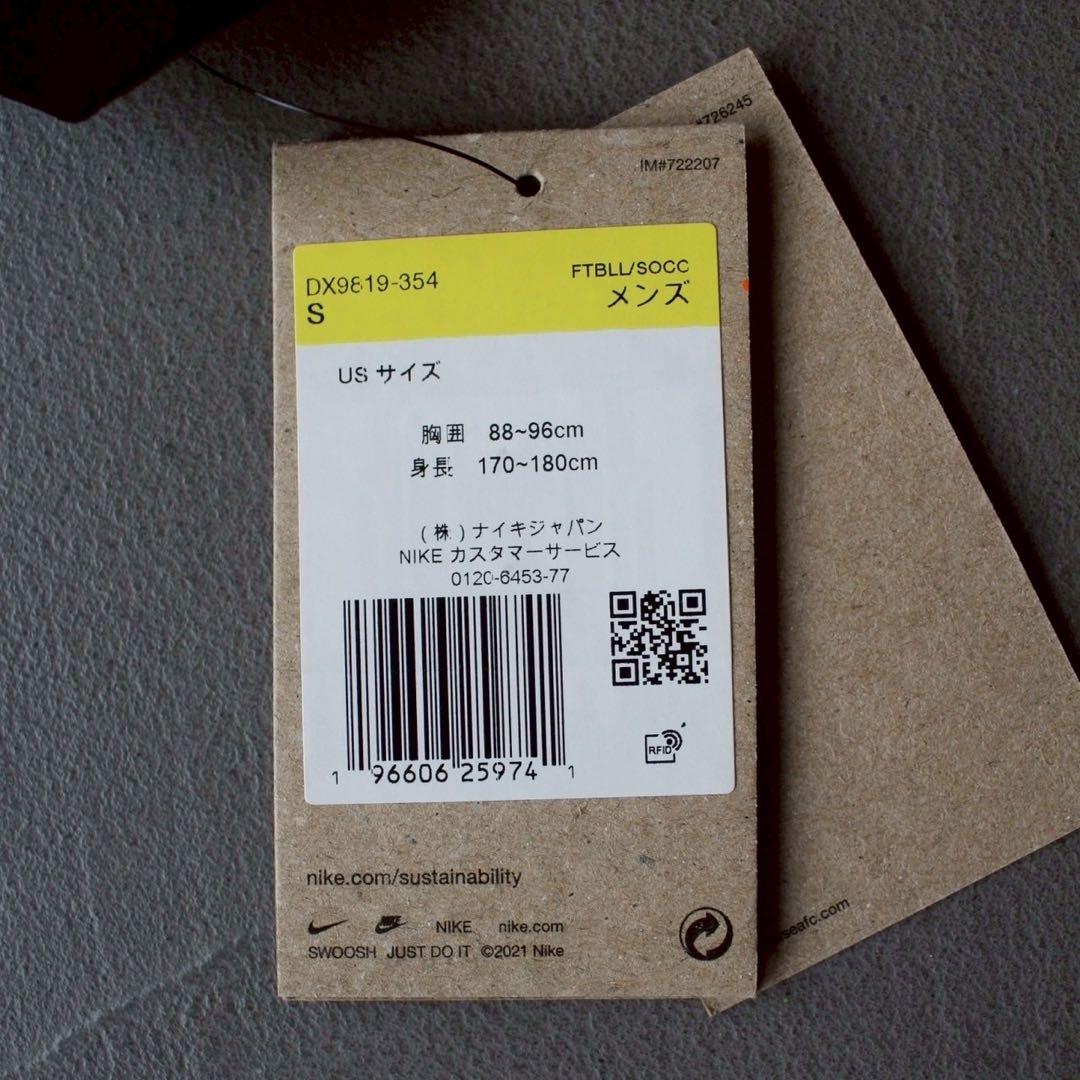 #726245
IM#722207
DX9819-354
FTBLL/SOCC
S
メンズ
US サイズ
胸囲 88~96cm
身長 170~180cm
(株)ナイキジャパン
NIKE カスタマーサービス
0120-6453-77
1 96606 25974 1
RFID
nike.com/sustainability
NIKE nike.com
SWOOSH JUST DO IT ©2021 Nike
seafc.com